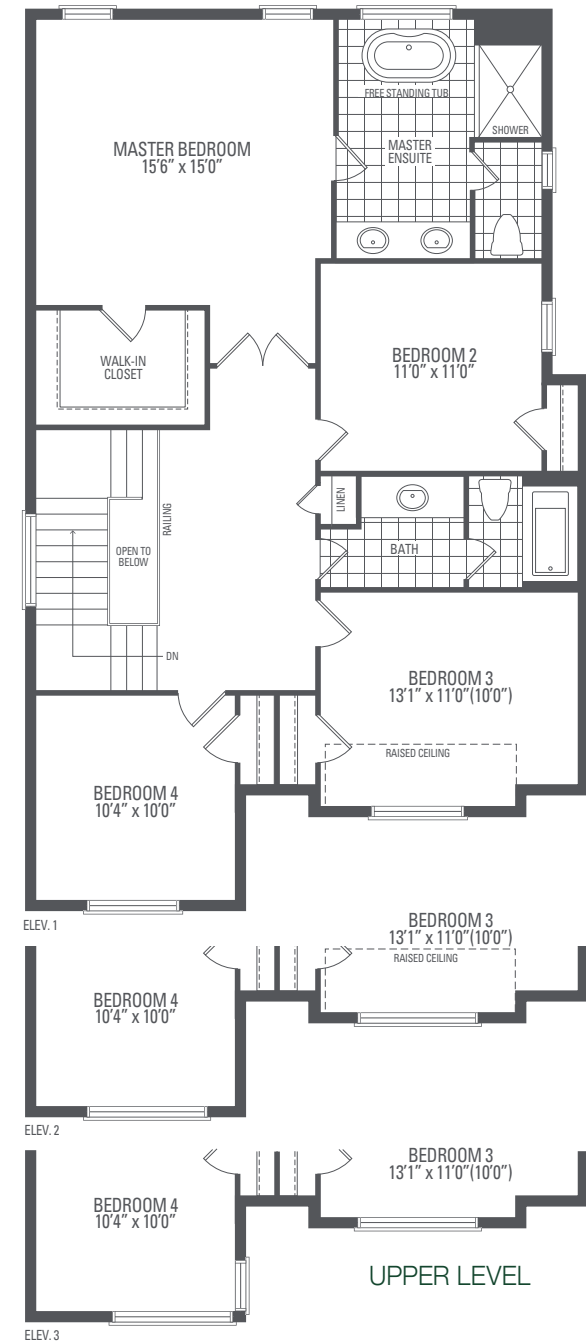 FREE STANDING TUB
SHOWER
MASTER BEDROOM
15'6" x 15'0"
MASTER
ENSUITE
WALK-IN
CLOSET
BEDROOM 2
11'0" x 11'0"
LINEN
RAILING
OPEN TO
BELOW
BATH
DN
BEDROOM 3
13'1" x 11'0"(10'0")
RAISED CEILING
BEDROOM 4
10'4" x 10'0"
ELEV. 1
BEDROOM 3
13'1" x 11'0"(10'0")
RAISED CEILING
BEDROOM 4
10'4" x 10'0"
ELEV. 2
BEDROOM 3
13'1" x 11'0"(10'0")
BEDROOM 4
10'4" x 10'0"
UPPER LEVEL
ELEV. 3